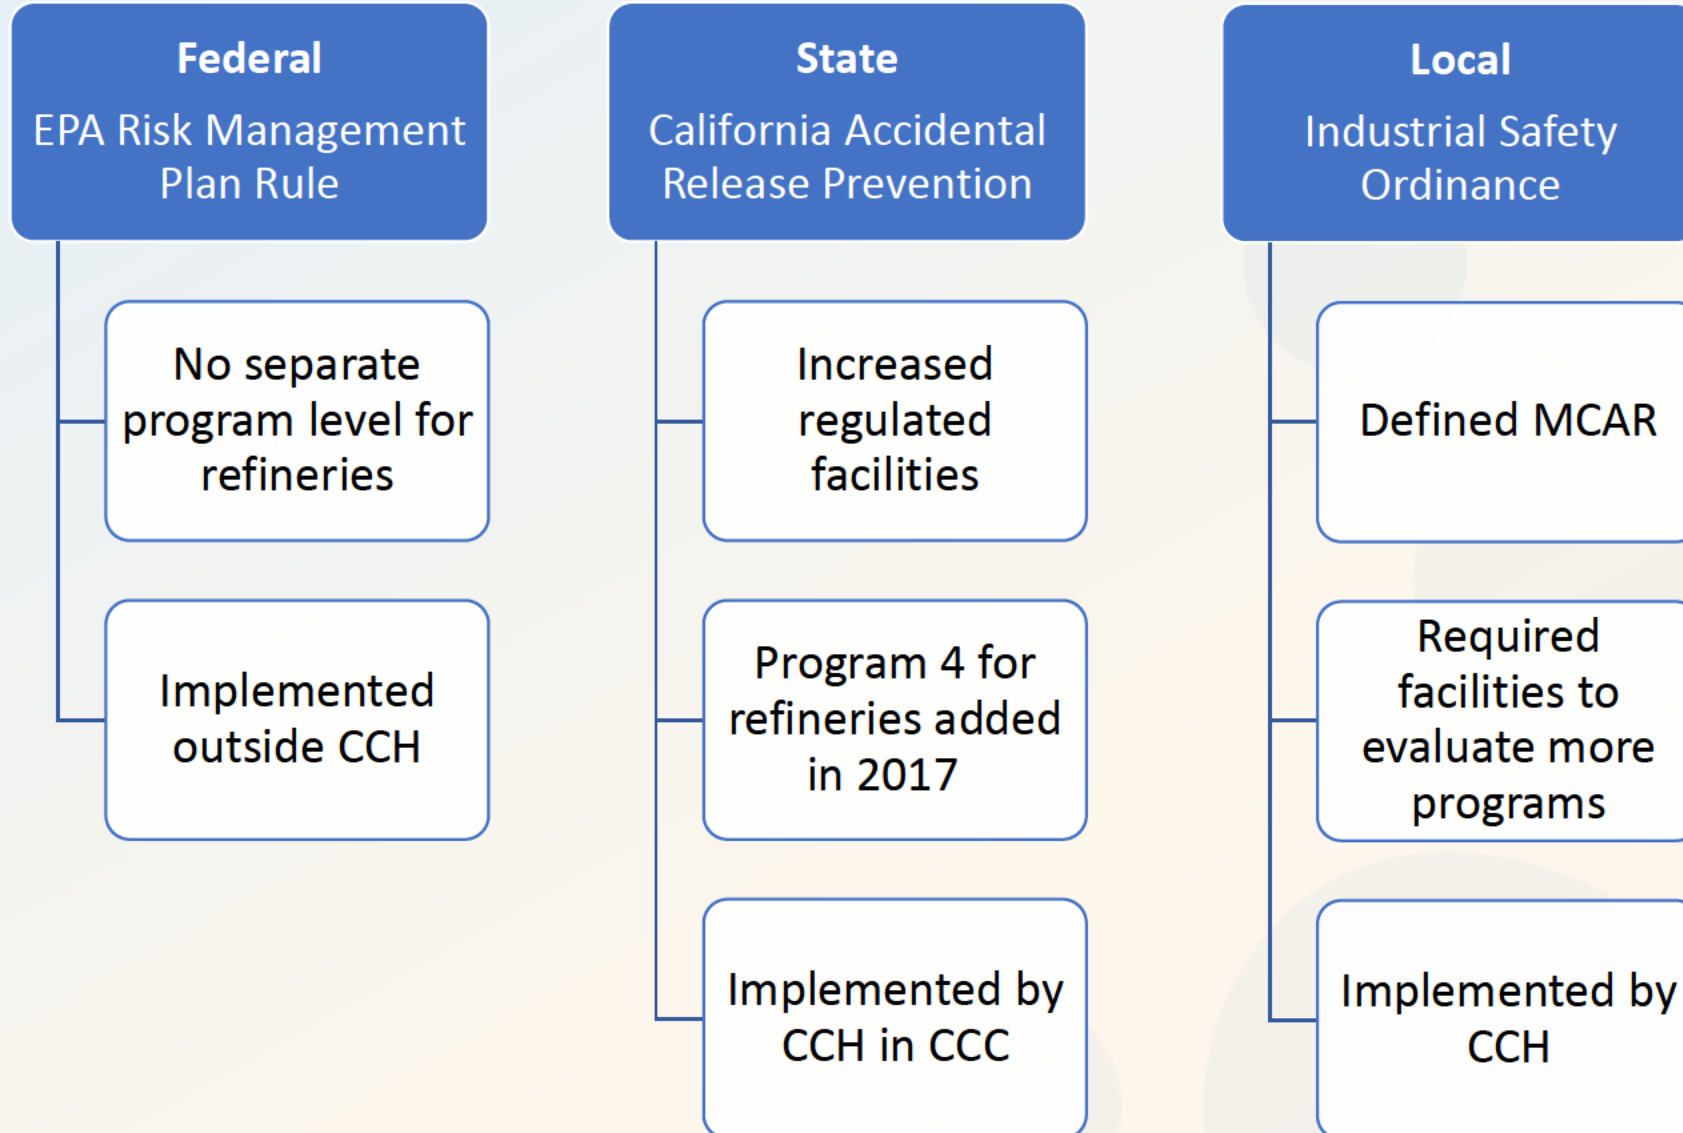 Federal
EPA Risk Management
Plan Rule
No separate
program level for
refineries
Implemented
outside CCH
State
California Accidental
Release Prevention
Increased
regulated
facilities
Program 4 for
refineries added
in 2017
Implemented by
CCH in CCC
Local
Industrial Safety
Ordinance
Defined MCAR
Required
facilities to
evaluate more
programs
Implemented by
CCH